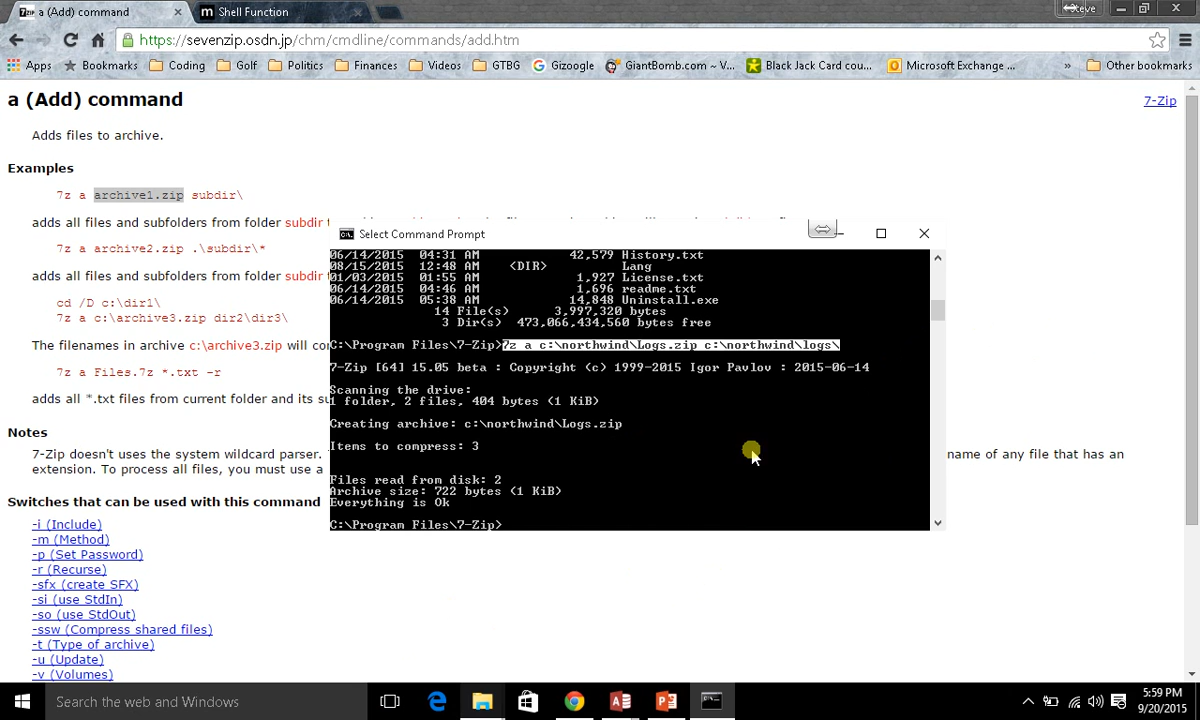 a (Add) command
Shell Function
Steve
https://sevenzip.osdn.jp/chm/cmdline/commands/add.htm
Apps
Bookmarks
Coding
Golf
Politics
Finances
Videos
GTBG
Gizoogle
GiantBomb.com ~ V...
Black Jack Card cou...
Microsoft Exchange ...
»
Other bookmarks
a (Add) command
7-Zip
Adds files to archive.
Examples
7z a archive1.zip subdir\
adds all files and subfolders from folder subdir
7z a archive2.zip .\subdir\*
adds all files and subfolders from folder subdir
cd /D c:\dir1\
7z a c:\archive3.zip dir2\dir3\
The filenames in archive c:\archive3.zip will
7z a Files.7z *.txt -r
adds all *.txt files from current folder and its
Notes
7-Zip doesn't uses the system wildcard parser. name of any file that has an
extension. To process all files, you must use a
Switches that can be used with this command
-i (Include)
-m (Method)
-p (Set Password)
-r (Recurse)
-sfx (create SFX)
-si (use StdIn)
-so (use StdOut)
-ssw (Compress shared files)
-t (Type of archive)
-u (Update)
-v (Volumes)
Select Command Prompt
06/14/2015 04:31 AM 42,579 History.txt
08/15/2015 12:48 AM <DIR> Lang
01/03/2015 01:55 AM 1,927 License.txt
06/14/2015 04:46 AM 1,696 readme.txt
06/14/2015 05:38 AM 14,848 Uninstall.exe
14 File(s) 3,997,320 bytes
3 Dir(s) 473,066,434,560 bytes free
C:\Program Files\7-Zip>7z a c:\northwind\Logs.zip c:\northwind\logs\
7-Zip [64] 15.05 beta : Copyright (c) 1999-2015 Igor Pavlov : 2015-06-14
Scanning the drive:
1 folder, 2 files, 404 bytes (1 KiB)
Creating archive: c:\northwind\Logs.zip
Items to compress: 3
Files read from disk: 2
Archive size: 722 bytes (1 KiB)
Everything is Ok
C:\Program Files\7-Zip>
Search the web and Windows
5:59 PM
9/20/2015